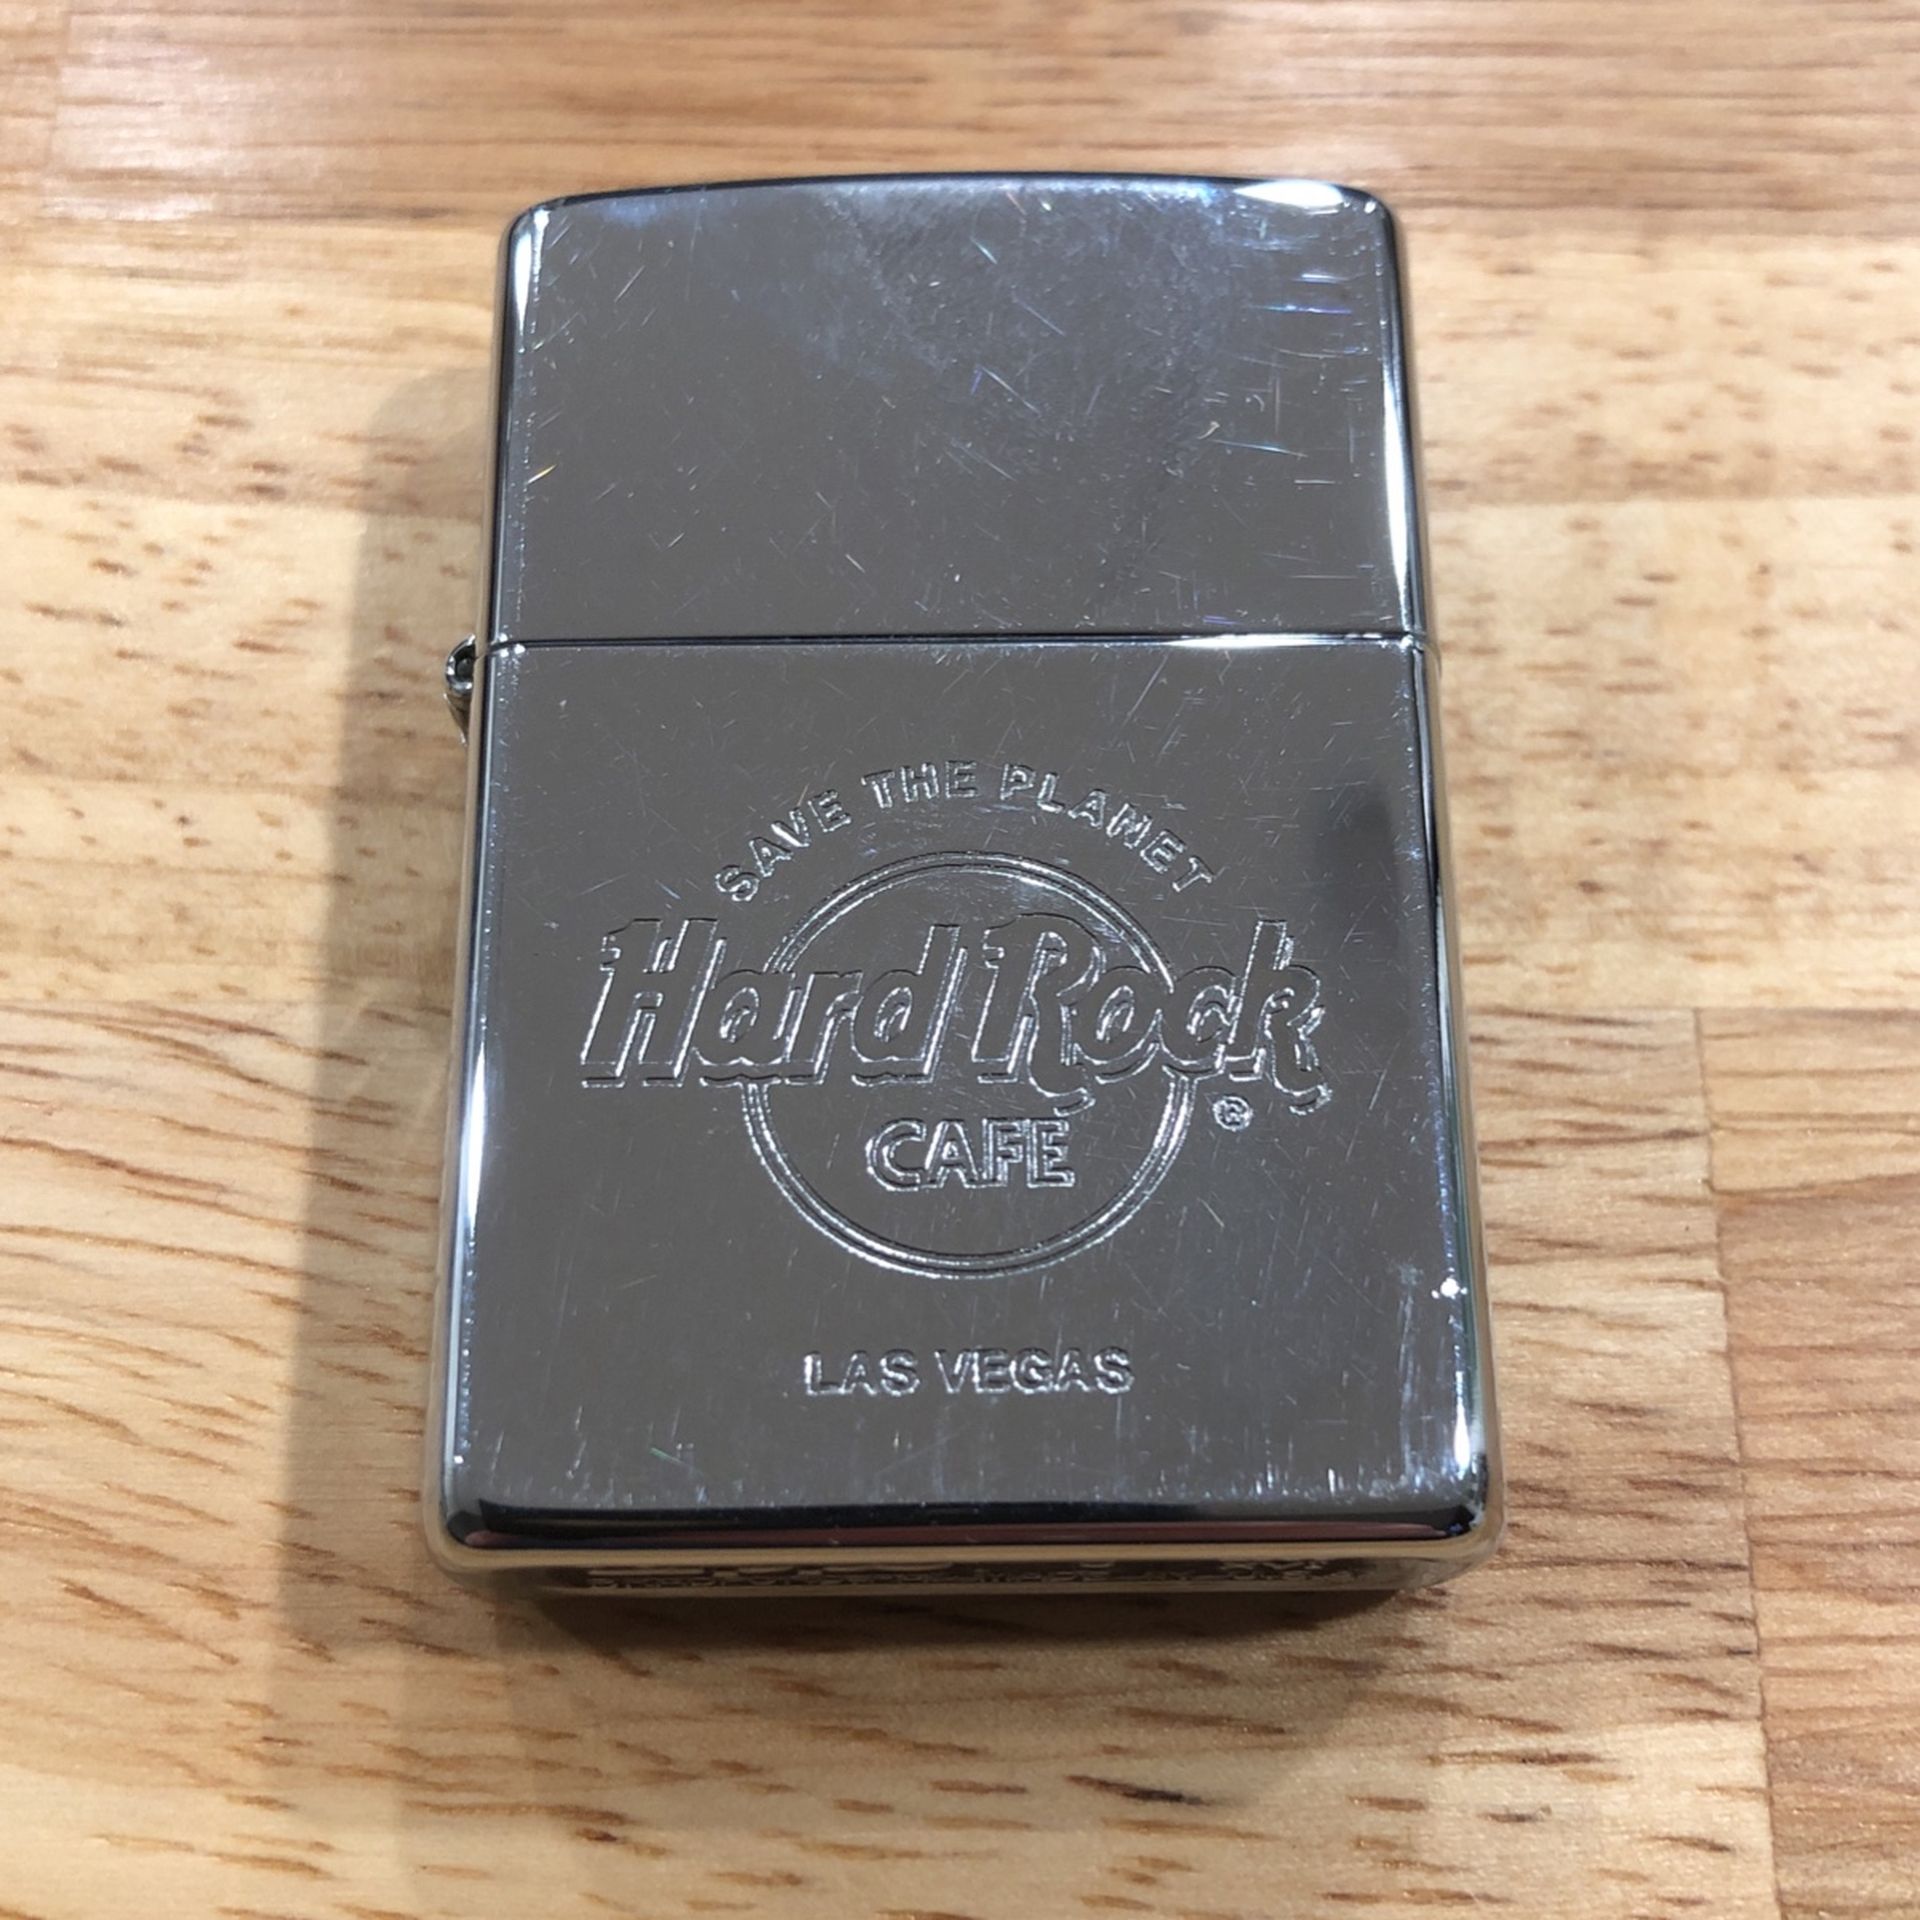 SAVE THE PLANET
Hard Rock
CAFE
®
LAS VEGAS